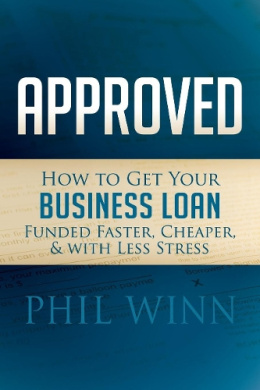 APPROVED
HOW TO GET YOUR
BUSINESS LOAN
FUNDED FASTER, CHEAPER,
& WITH LESS STRESS
PHIL WINN